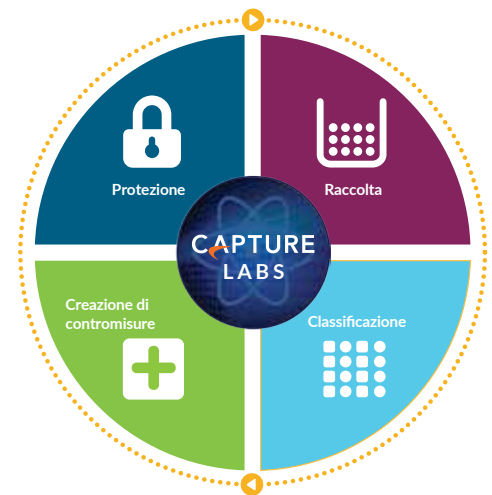 Protezione
Raccolta
CAPTURE
LABS
Creazione di
contromisure
Classificazione